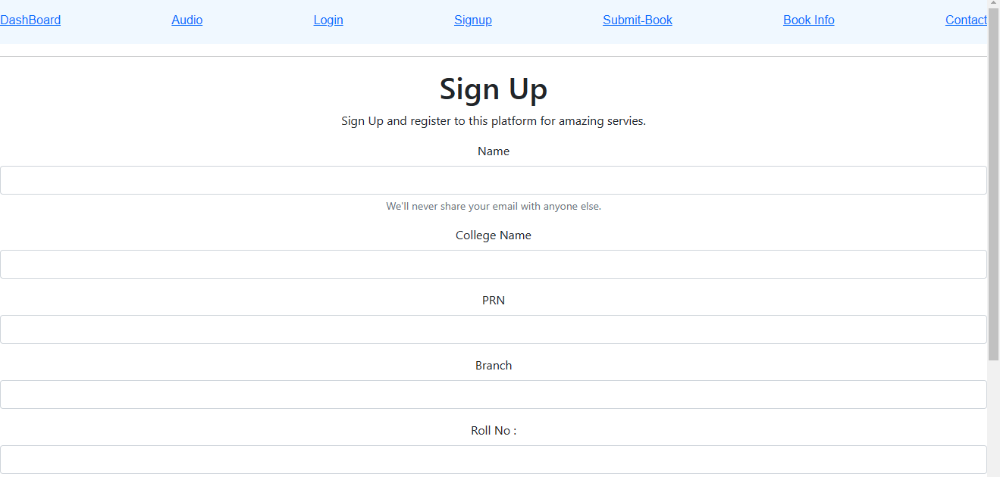 DashBoard Audio Login Signup Submit-Book Book Info Contact
Sign Up
Sign Up and register to this platform for amazing servies.
Name
We'll never share your email with anyone else.
College Name
PRN
Branch
Roll No :